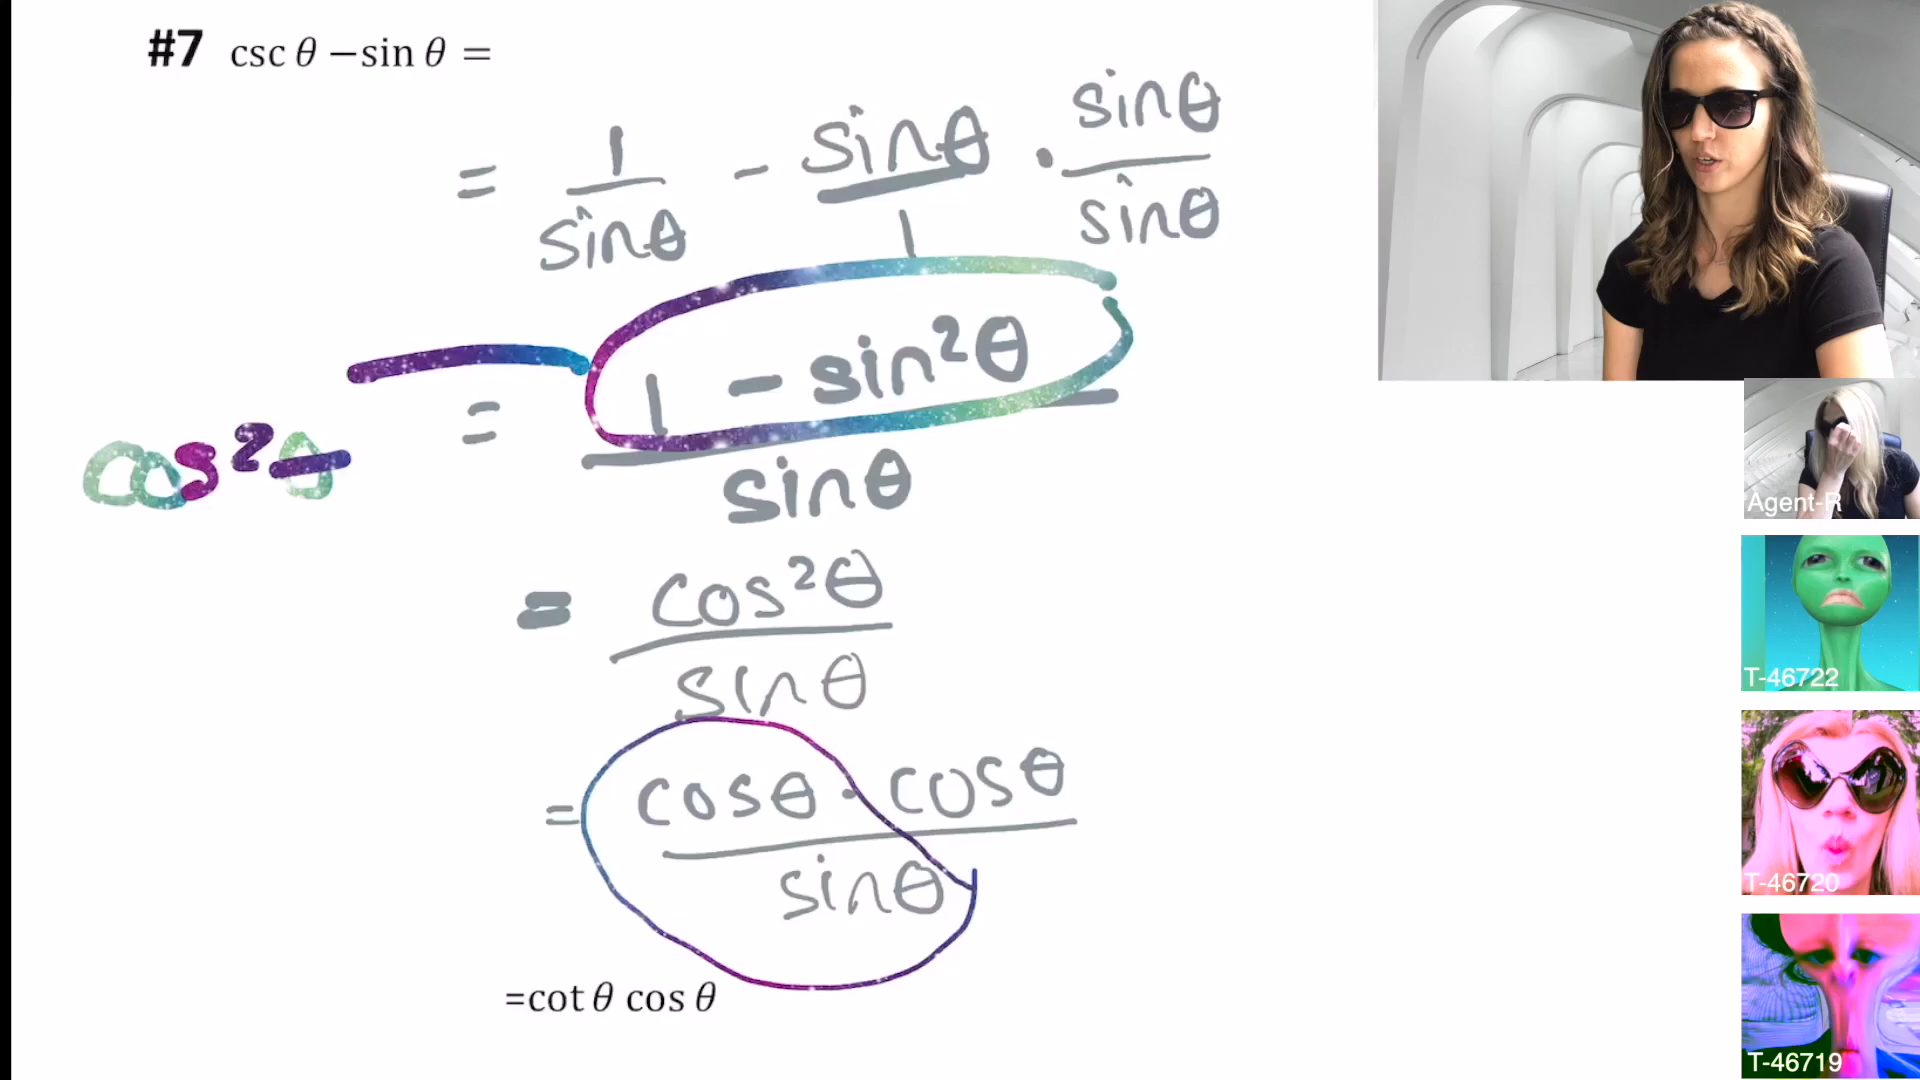 #7 csc θ −sin θ =
= 1/sinθ - sinθ/1 · sinθ/sinθ
= 1 - sin²θ/sinθ
cos²θ
= cos²θ/sinθ
= cosθ · cosθ/sinθ
=cot θ cos θ
Agent-R
T-46722
T-46720
T-46719